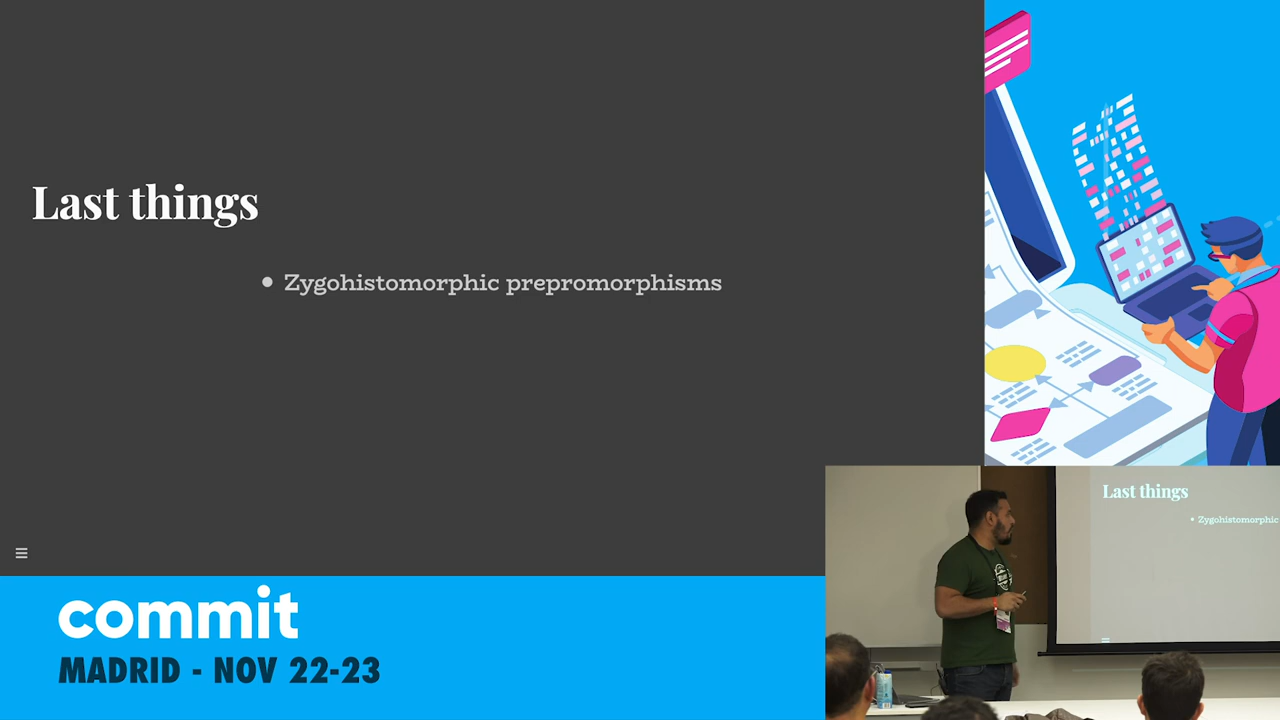 Last things
• Zygohistomorphic prepromorphisms
commit
MADRID - NOV 22-23
Last things
• Zygohistomorphic